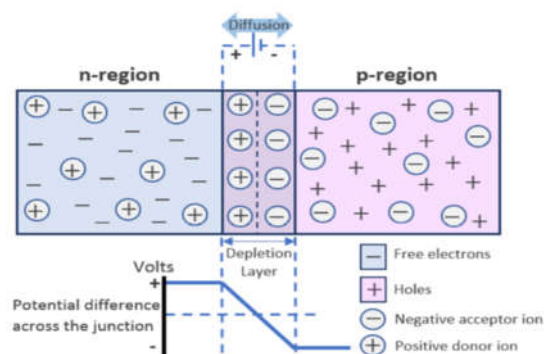 Diffusion
+ -
n-region
p-region
Depletion
Layer
Volts
+
Potential difference
across the junction
-
Free electrons
Holes
Negative acceptor ion
Positive donor ion